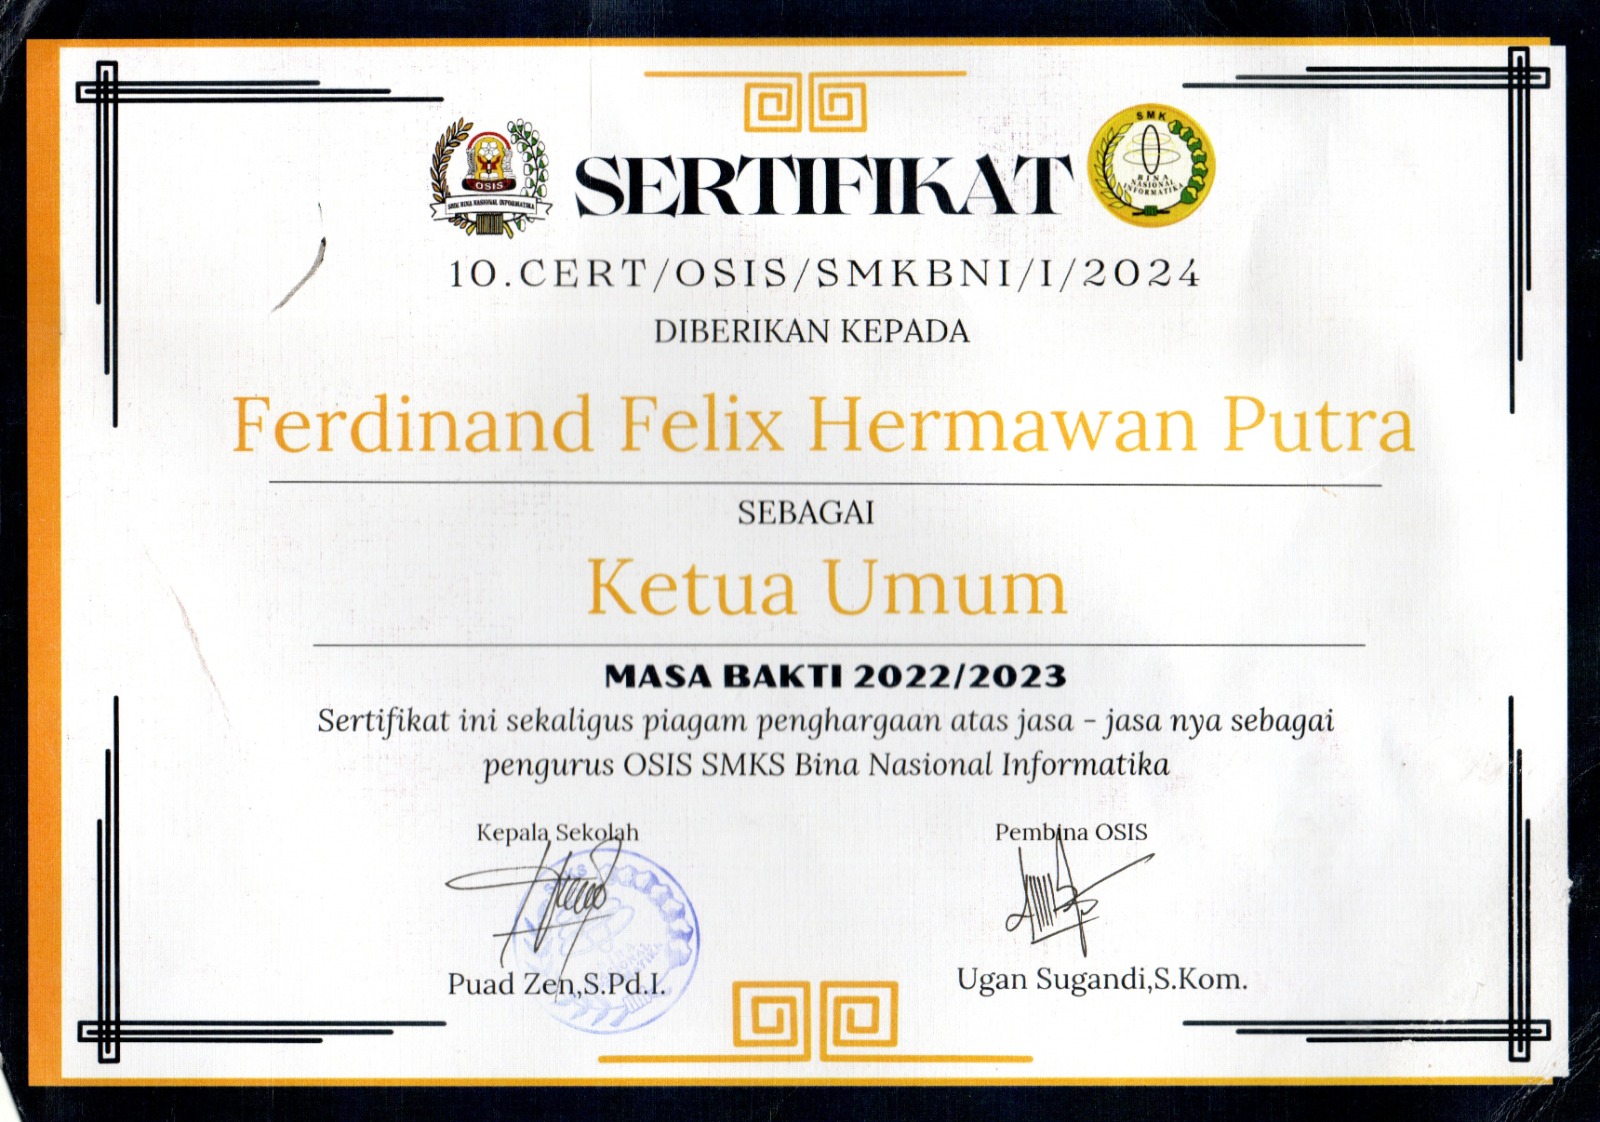 OSIS
SMK BINA NASIONAL INFORMATIKA
SERTIFIKAT
SMK
BINA
NASIONAL
INFORMATIKA
10.CERT/OSIS/SMKBNI/I/2024
DIBERIKAN KEPADA
Ferdinand Felix Hermawan Putra
SEBAGAI
Ketua Umum
MASA BAKTI 2022/2023
Sertifikat ini sekaligus piagam penghargaan atas jasa - jasa nya sebagai
pengurus OSIS SMKS Bina Nasional Informatika
Kepala Sekolah
Pembina OSIS
SMKS
Puad Zen,S.Pd.I.
Ugan Sugandi,S.Kom.